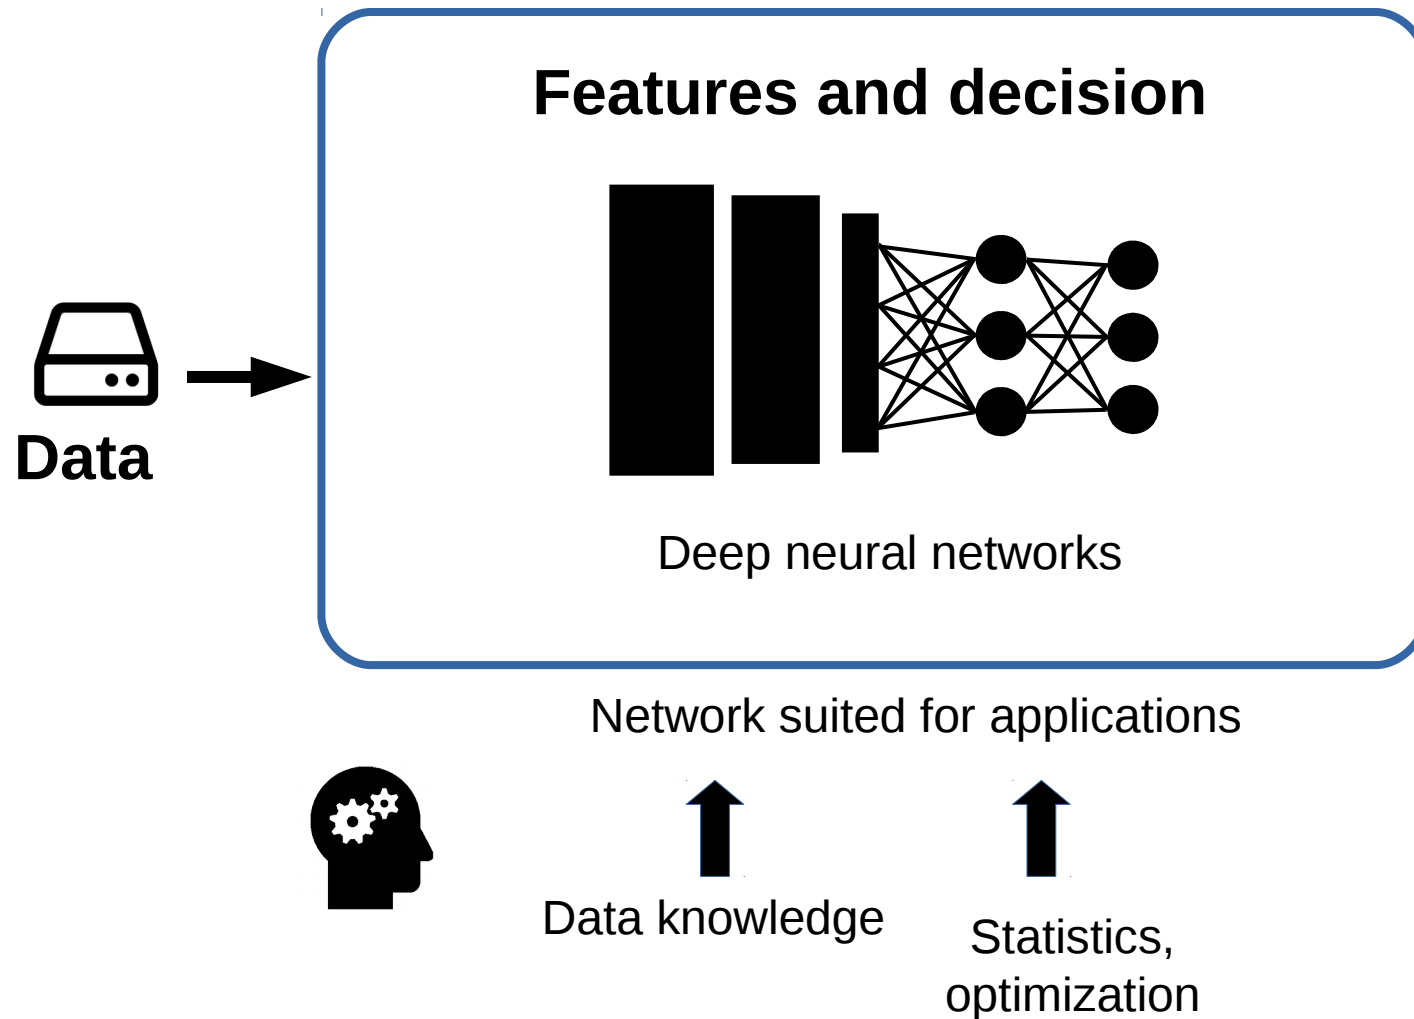 Features and decision
Data
Deep neural networks
Network suited for applications
Data knowledge
Statistics,
optimization